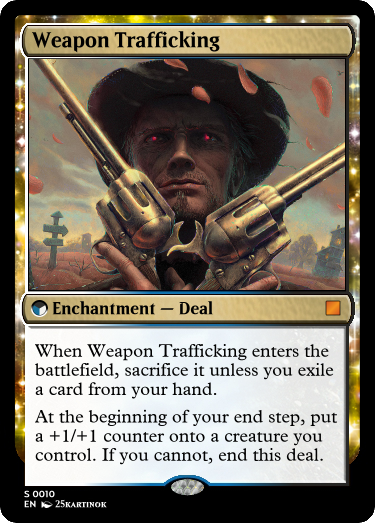 Weapon Trafficking
Enchantment — Deal
When Weapon Trafficking enters the
battlefield, sacrifice it unless you exile
a card from your hand.
At the beginning of your end step, put
a +1/+1 counter onto a creature you
control. If you cannot, end this deal.
S 0010
EN 25KARTINOK